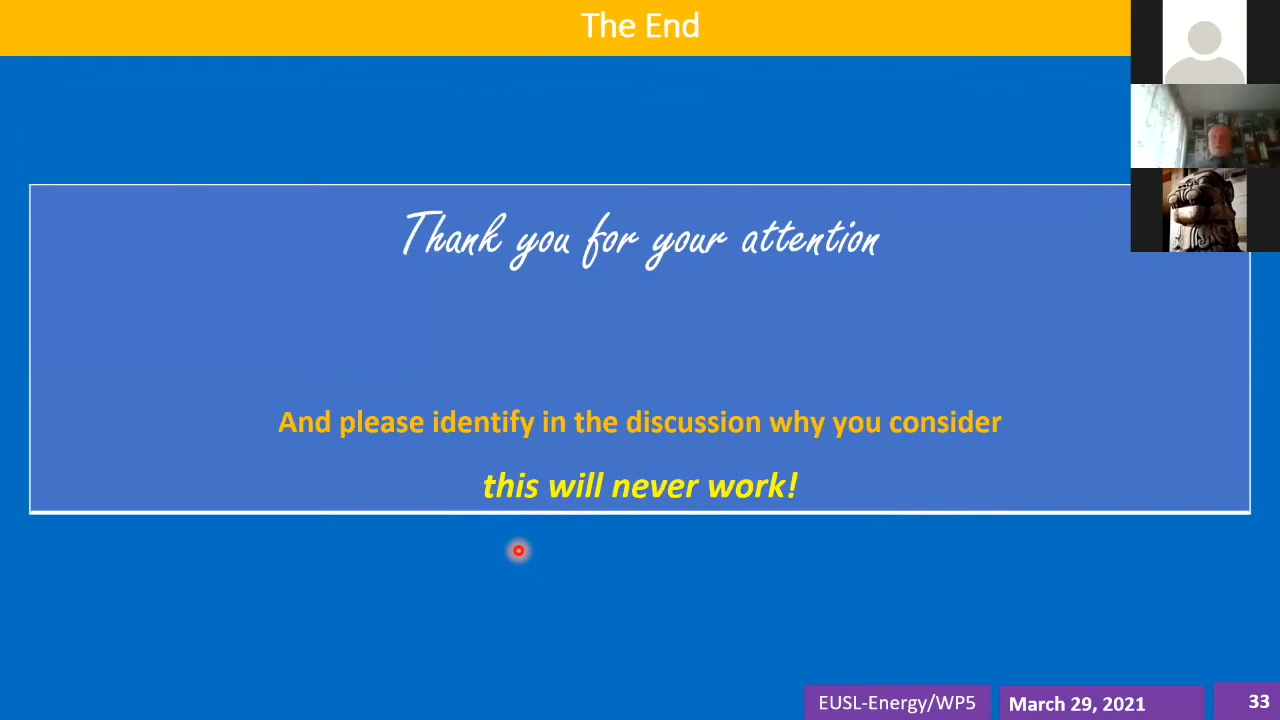 The End
Thank you for your attention
And please identify in the discussion why you consider
this will never work!
EUSL-Energy/WP5
March 29, 2021
33